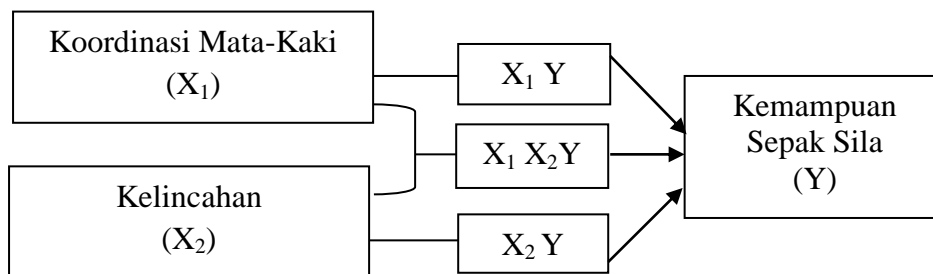 Koordinasi Mata-Kaki
(X₁)
X₁ Y
Kemampuan
Sepak Sila
(Y)
X₁ X₂Y
Kelincahan
(X₂)
X₂ Y